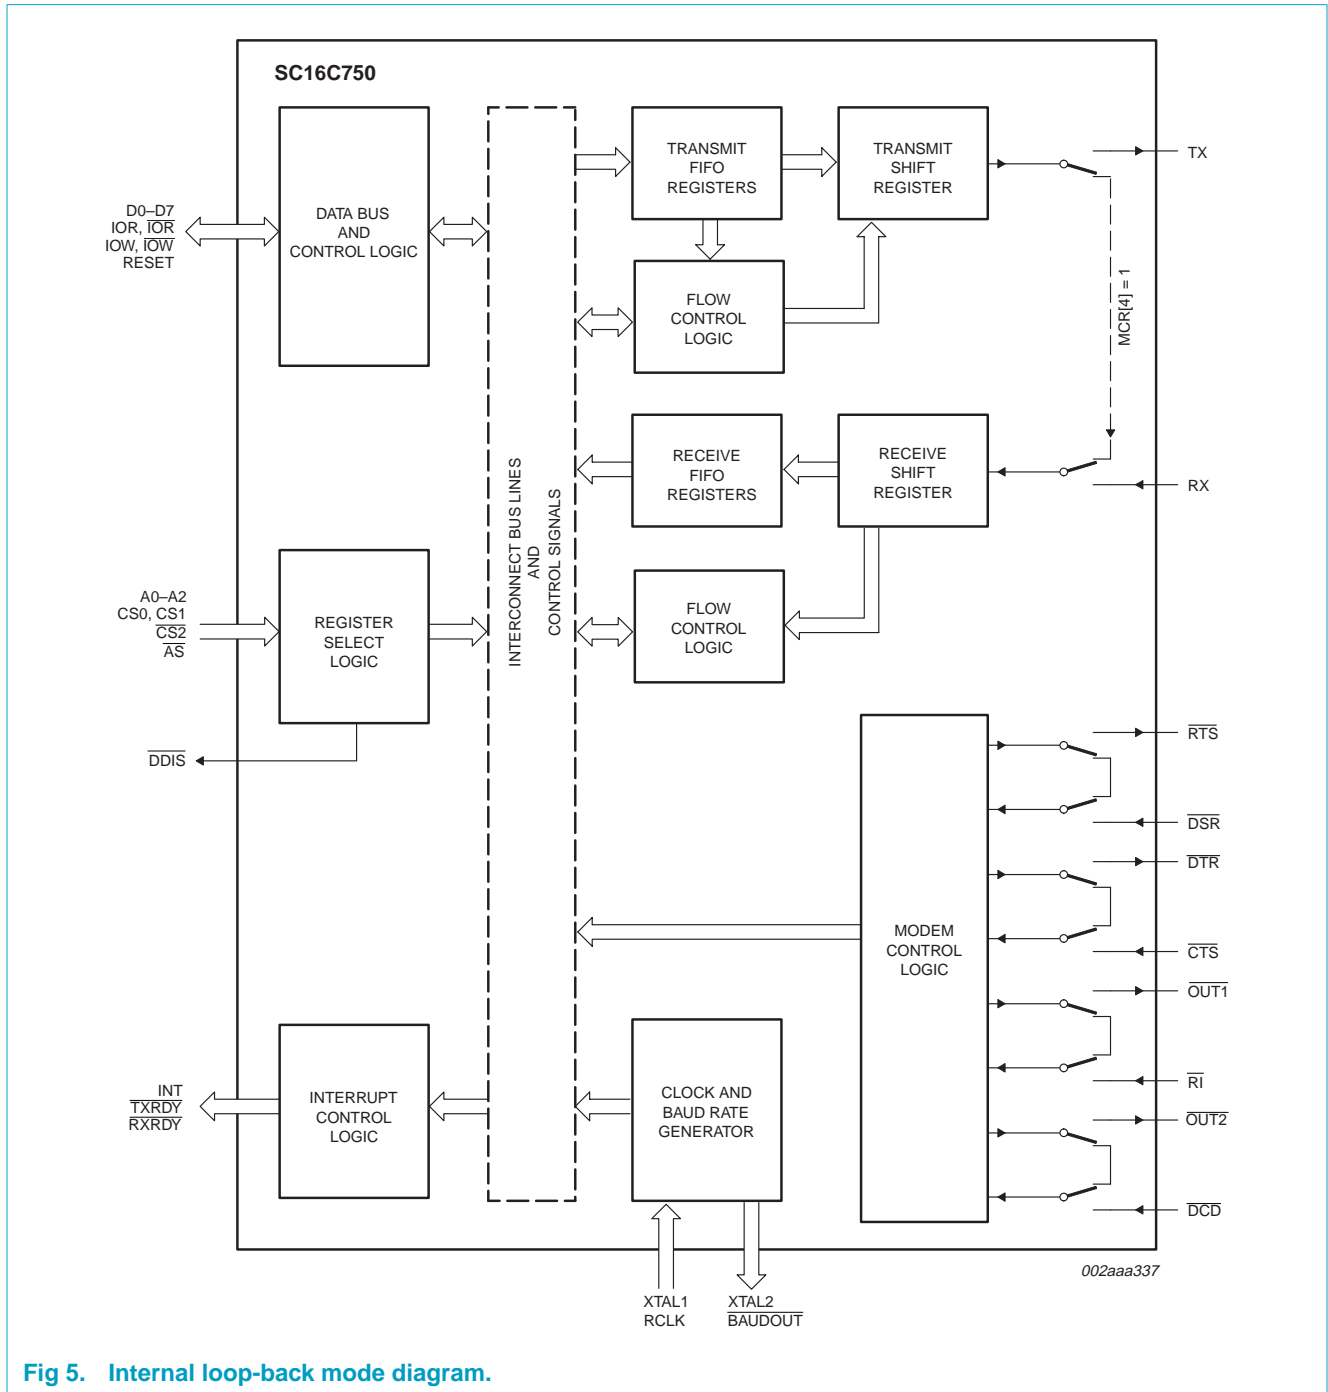 SC16C750
DATA BUS
AND
CONTROL LOGIC
D0–D7
IOR, IOR
IOW, IOW
RESET
TRANSMIT
FIFO
REGISTERS
TRANSMIT
SHIFT
REGISTER
TX
FLOW
CONTROL
LOGIC
MCR[4] = 1
RECEIVE
FIFO
REGISTERS
RECEIVE
SHIFT
REGISTER
RX
INTERCONNECT BUS LINES
AND
CONTROL SIGNALS
A0–A2
CS0, CS1
CS2
AS
REGISTER
SELECT
LOGIC
FLOW
CONTROL
LOGIC
DDIS
MODEM
CONTROL
LOGIC
RTS
DSR
DTR
CTS
OUT1
RI
OUT2
DCD
INT
TXRDY
RXRDY
INTERRUPT
CONTROL
LOGIC
CLOCK AND
BAUD RATE
GENERATOR
XTAL1
RCLK
XTAL2
BAUDOUT
002aaa337
Fig 5. Internal loop-back mode diagram.